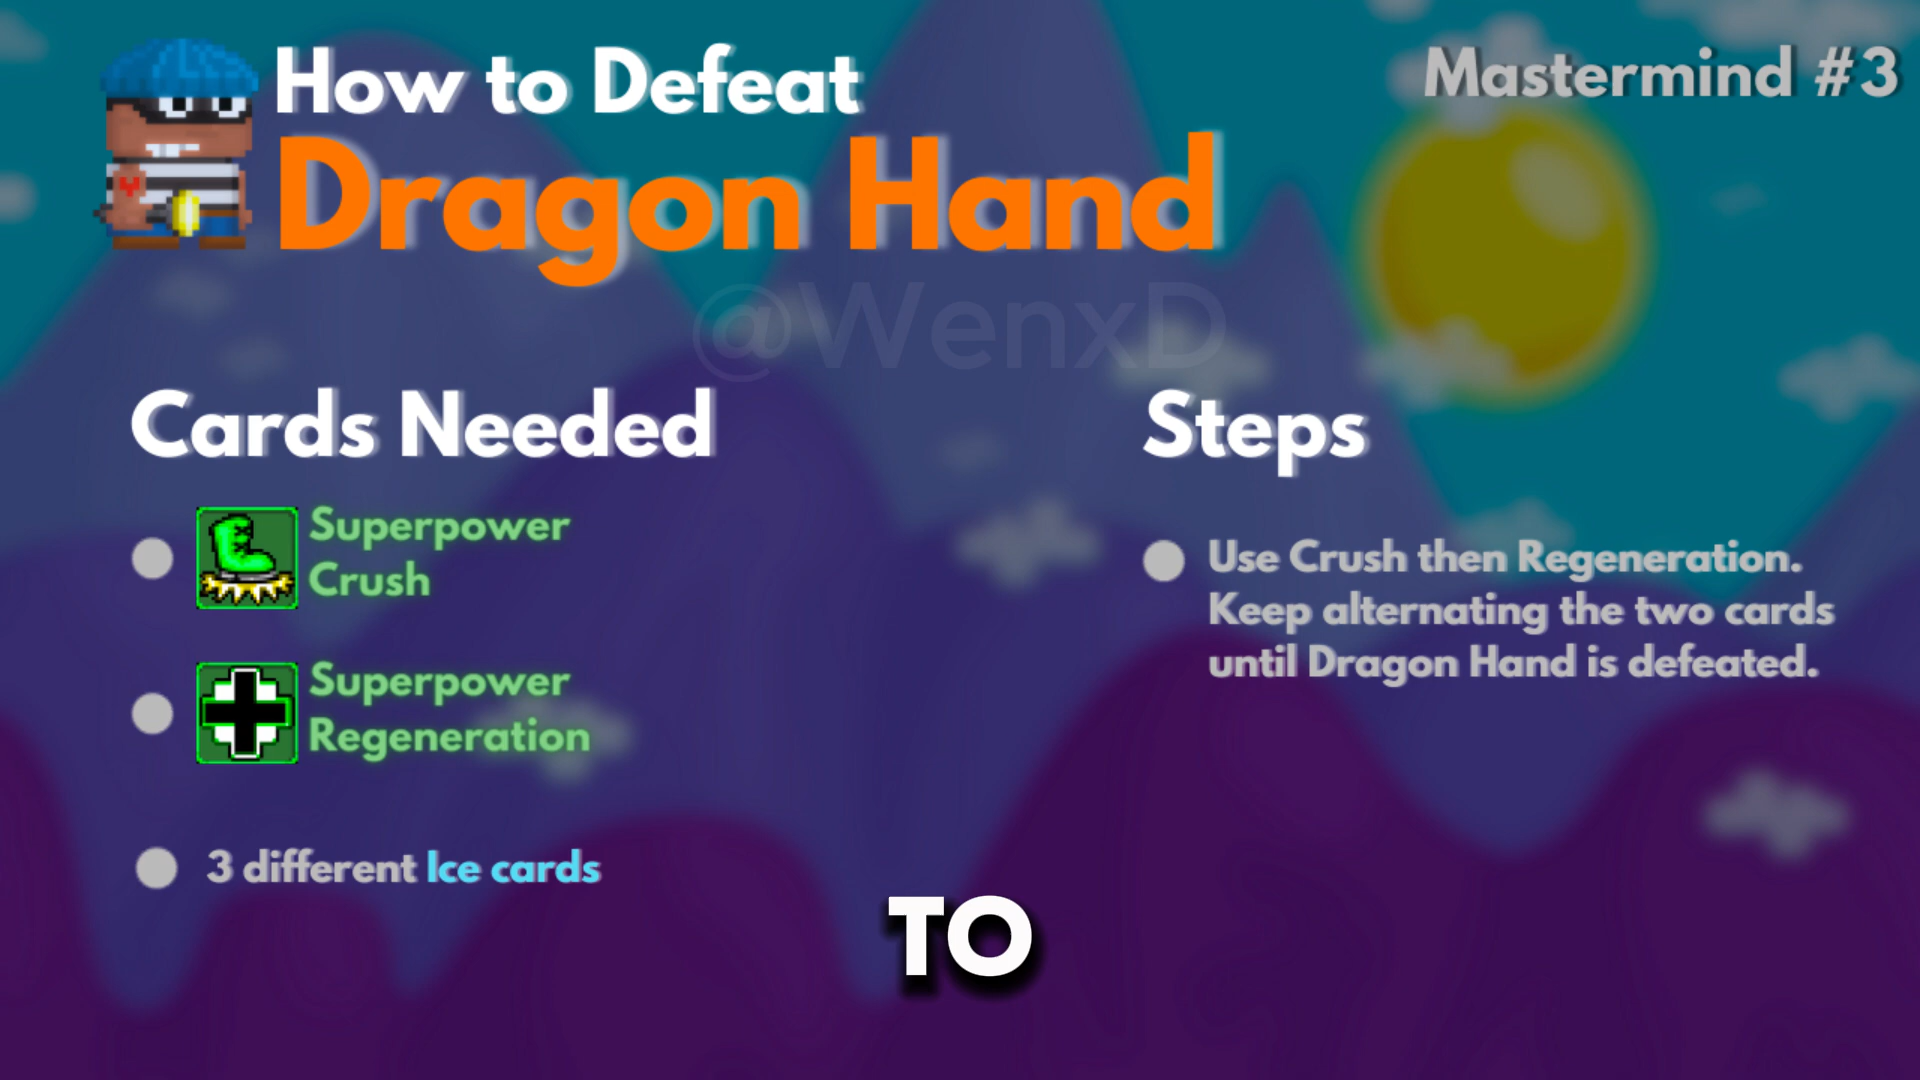 How to Defeat
Dragon Hand
Mastermind #3
@WenxD
Cards Needed
Superpower
Crush
Superpower
Regeneration
3 different Ice cards
Steps
Use Crush then Regeneration.
Keep alternating the two cards
until Dragon Hand is defeated.
TO